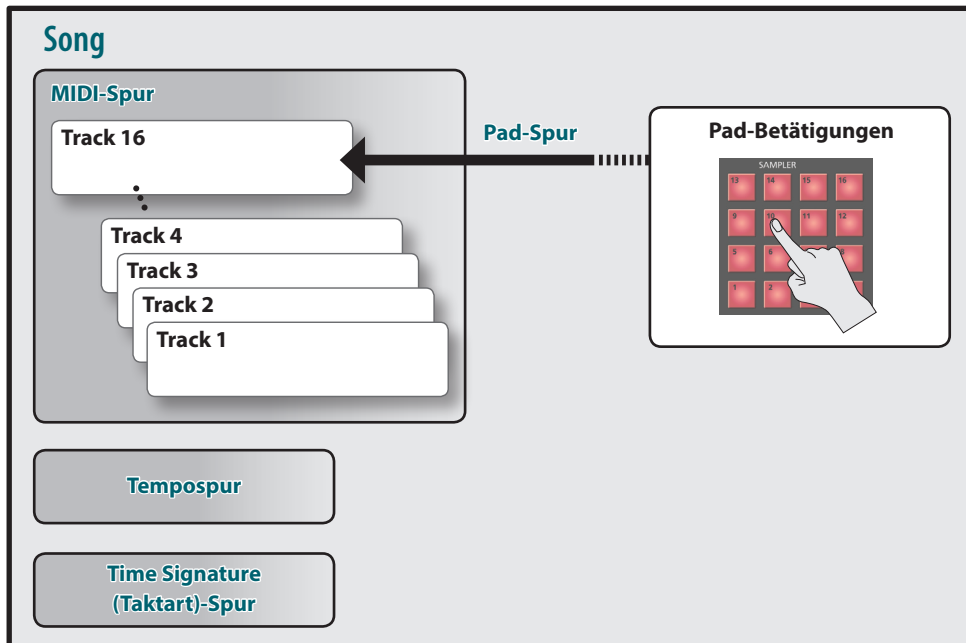 Song
MIDI-Spur
Track 16
Track 4
Track 3
Track 2
Track 1
Pad-Spur
Pad-Betätigungen
SAMPLER
13 14 15 16
9 10 11 12
5 6 8
1 2
Tempospur
Time Signature
(Taktart)-Spur